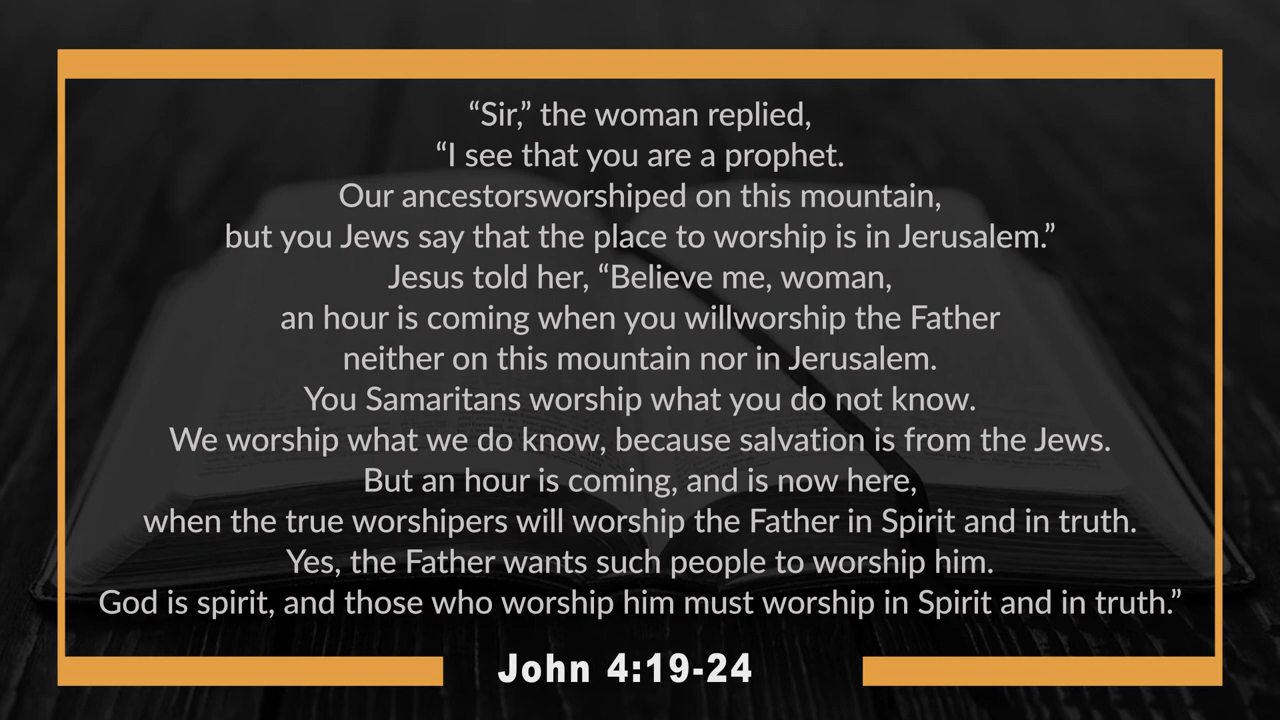 “Sir,” the woman replied,
“I see that you are a prophet.
Our ancestorsworshiped on this mountain,
but you Jews say that the place to worship is in Jerusalem.”
Jesus told her, “Believe me, woman,
an hour is coming when you willworship the Father
neither on this mountain nor in Jerusalem.
You Samaritans worship what you do not know.
We worship what we do know, because salvation is from the Jews.
But an hour is coming, and is now here,
when the true worshipers will worship the Father in Spirit and in truth.
Yes, the Father wants such people to worship him.
God is spirit, and those who worship him must worship in Spirit and in truth.”
John 4:19-24